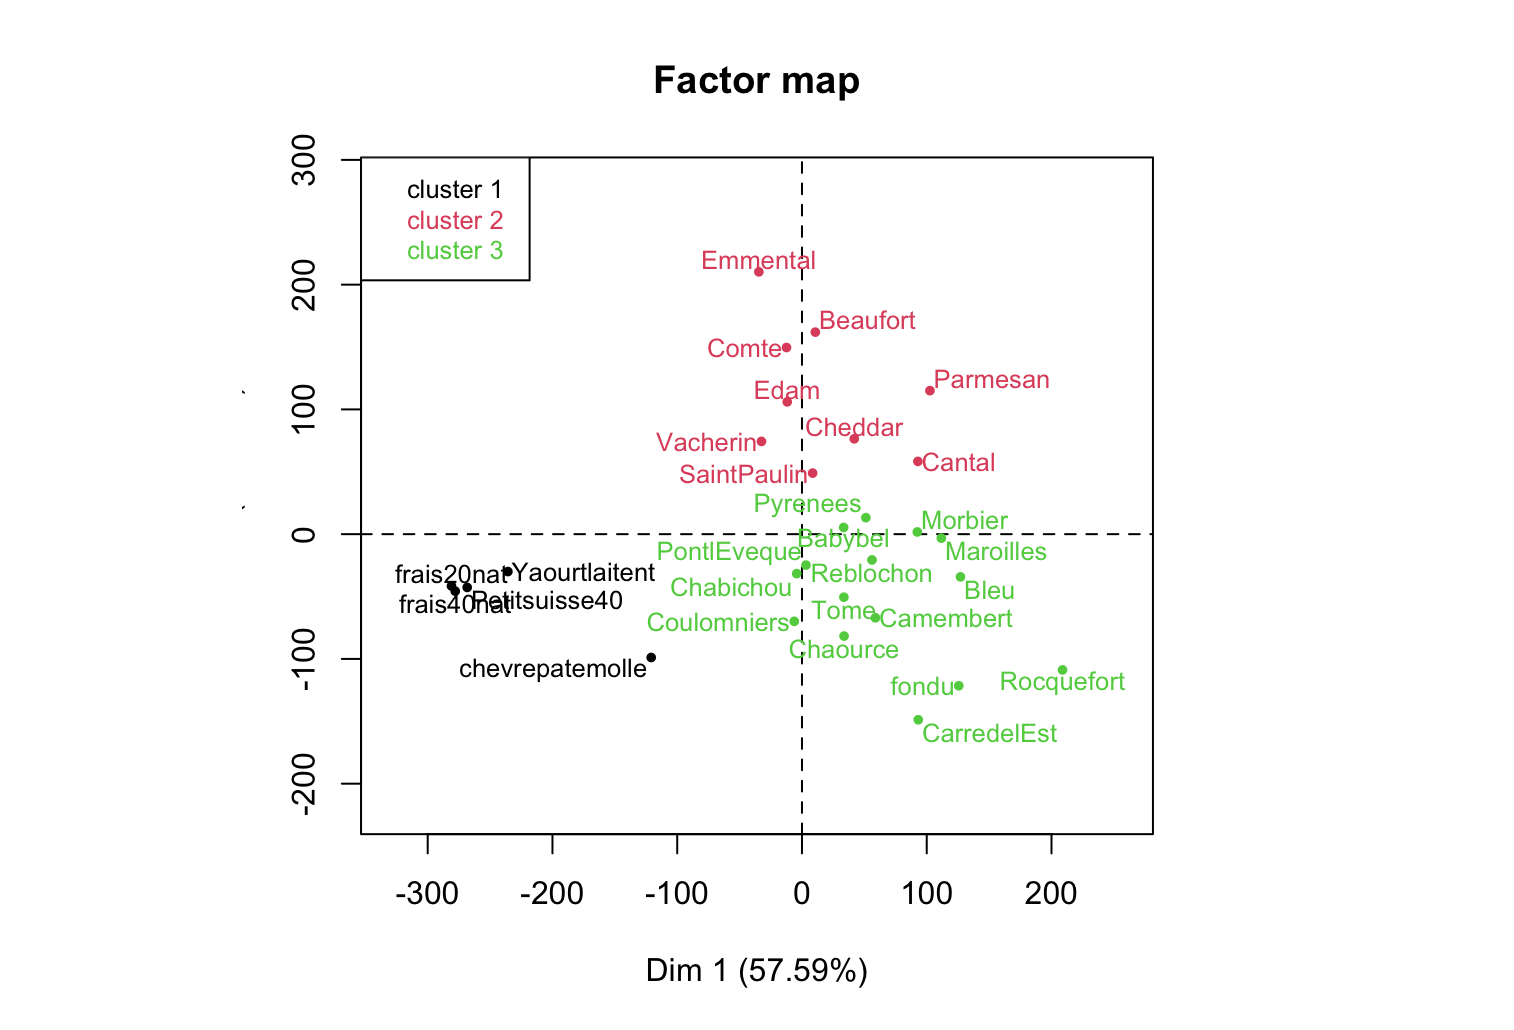 Factor map
300
200
100
0
-100
-200
cluster 1
cluster 2
cluster 3
Emmental
Beaufort
Comte
Parmesan
Edam
Cheddar
Vacherin
Cantal
SaintPaulin
Pyrenees
Morbier
Babybel
PontlEveque
Maroilles
frais20nat
Yaourtlaitent
Reblochon
Chabichou
Bleu
frais40nat
Petitsuisse40
Tome
Camembert
Coulomniers
Chaource
chevrepatemolle
fondu
Rocquefort
CarredelEst
-300 -200 -100 0 100 200
Dim 1 (57.59%)